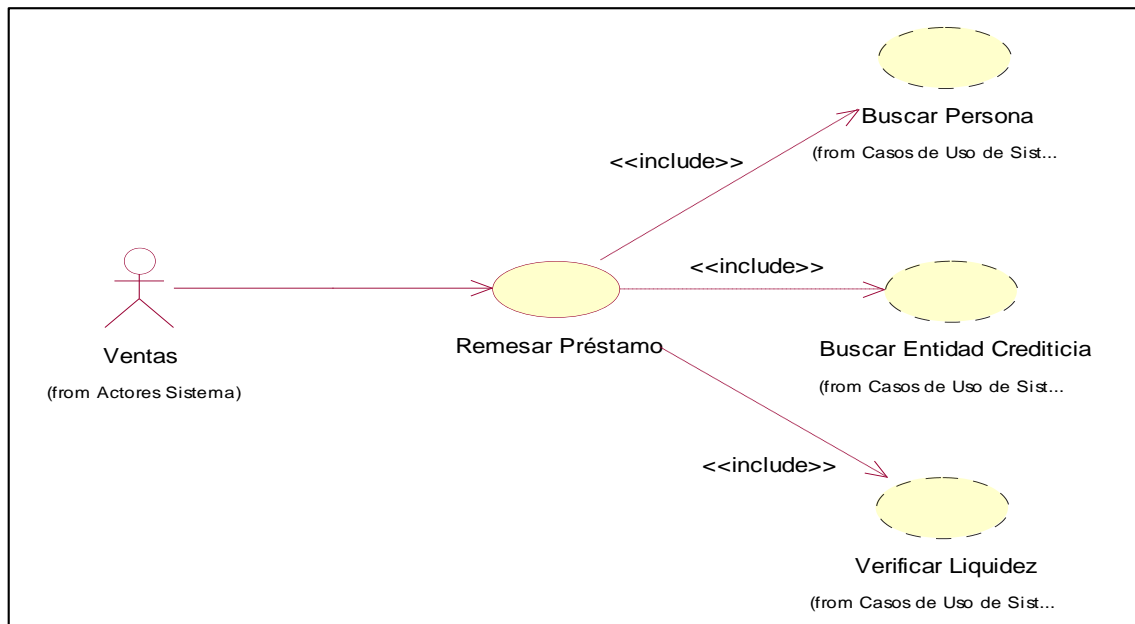 Buscar Persona
(from Casos de Uso de Sist...
<<include>>
<<include>>
Ventas
(from Actores Sistema)
Remesar Préstamo
Buscar Entidad Crediticia
(from Casos de Uso de Sist...
<<include>>
Verificar Liquidez
(from Casos de Uso de Sist...